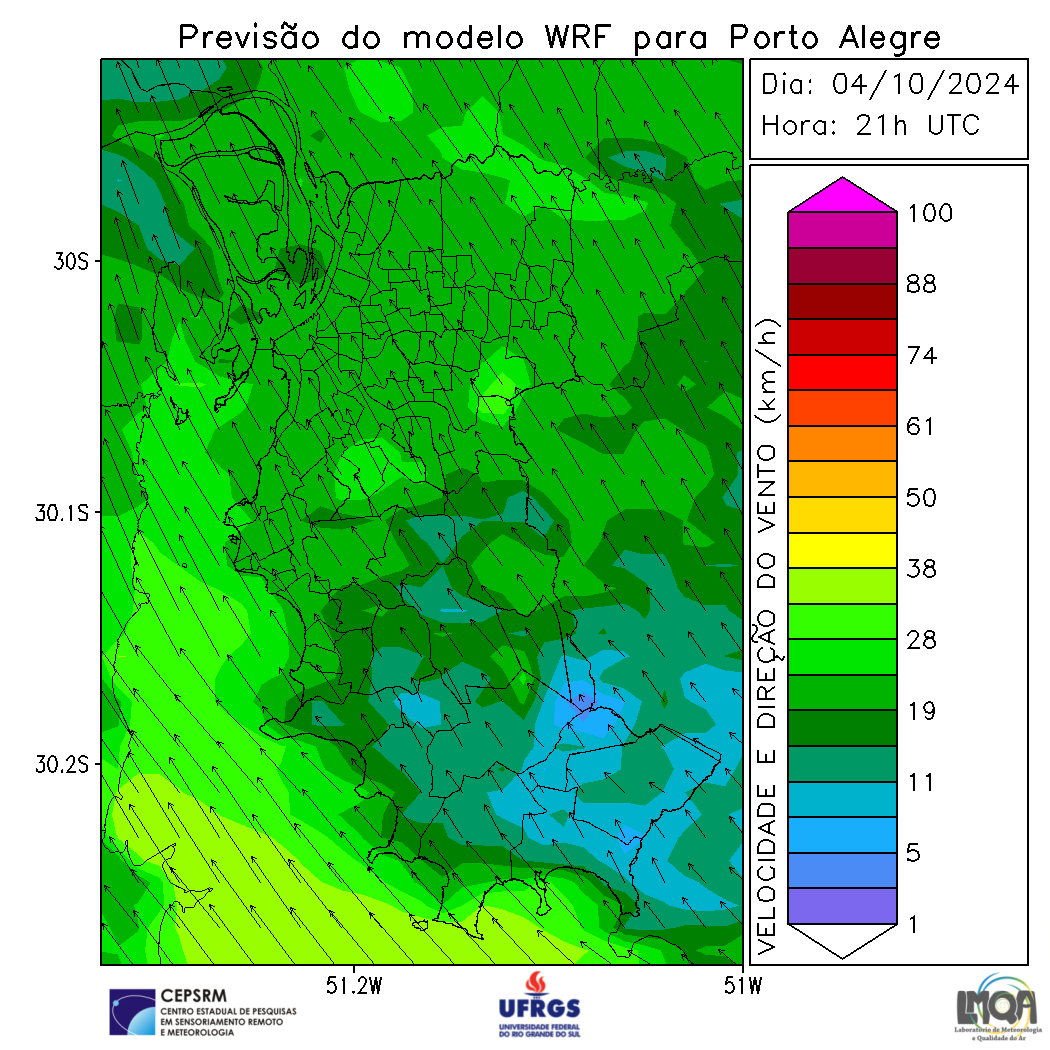 Previsão do modelo WRF para Porto Alegre
Dia: 04/10/2024
Hora: 21h UTC
30S
30.1S
30.2S
51.2W
51W
VELOCIDADE E DIREÇÃO DO VENTO (km/h)
100
88
74
61
50
38
28
19
11
5
1
CEPSRM
CENTRO ESTADUAL DE PESQUISAS
EM SENSORIAMENTO REMOTO
E METEOROLOGIA
UFRGS
UNIVERSIDADE FEDERAL
DO RIO GRANDE DO SUL
LMQA
Laboratório de Meteorologia
e Qualidade do Ar